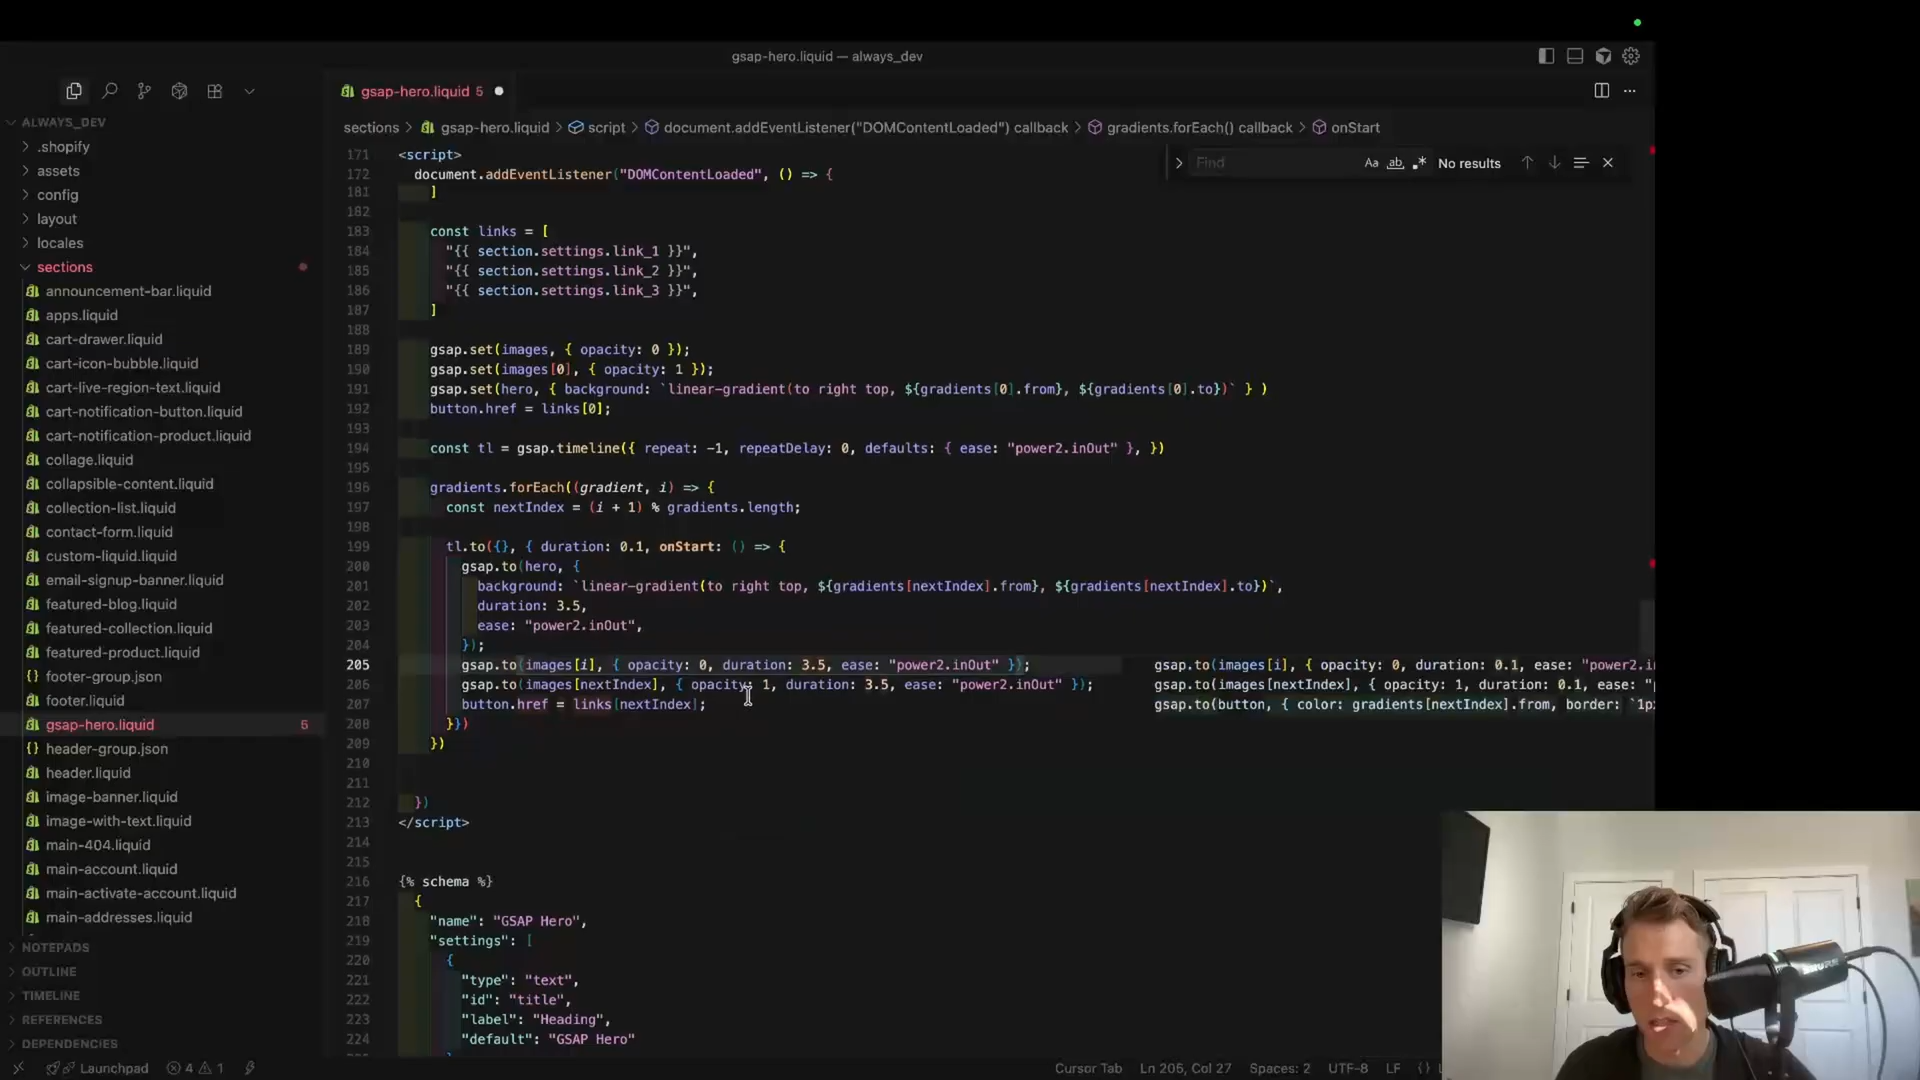 gsap-hero.liquid — always_dev
gsap-hero.liquid 5
ALWAYS_DEV
.shopify
assets
config
layout
locales
sections
announcement-bar.liquid
apps.liquid
cart-drawer.liquid
cart-icon-bubble.liquid
cart-live-region-text.liquid
cart-notification-button.liquid
cart-notification-product.liquid
collage.liquid
collapsible-content.liquid
collection-list.liquid
contact-form.liquid
custom-liquid.liquid
email-signup-banner.liquid
featured-blog.liquid
featured-collection.liquid
featured-product.liquid
footer-group.json
footer.liquid
gsap-hero.liquid 5
header-group.json
header.liquid
image-banner.liquid
image-with-text.liquid
main-404.liquid
main-account.liquid
main-activate-account.liquid
main-addresses.liquid
NOTEPADS
OUTLINE
TIMELINE
REFERENCES
DEPENDENCIES
sections > gsap-hero.liquid > script > document.addEventListener("DOMContentLoaded") callback > gradients.forEach() callback > onStart
Find Aa ab No results
171 <script>
172 document.addEventListener("DOMContentLoaded", () => {
181 ]
182
183 const links = [
184 "{{ section.settings.link_1 }}",
185 "{{ section.settings.link_2 }}",
186 "{{ section.settings.link_3 }}",
187 ]
188
189 gsap.set(images, { opacity: 0 });
190 gsap.set(images[0], { opacity: 1 });
191 gsap.set(hero, { background: `linear-gradient(to right top, ${gradients[0].from}, ${gradients[0].to})` } )
192 button.href = links[0];
193
194 const tl = gsap.timeline({ repeat: -1, repeatDelay: 0, defaults: { ease: "power2.inOut" }, })
195
196 gradients.forEach((gradient, i) => {
197 const nextIndex = (i + 1) % gradients.length;
198
199 tl.to({}, { duration: 0.1, onStart: () => {
200 gsap.to(hero, {
201 background: `linear-gradient(to right top, ${gradients[nextIndex].from}, ${gradients[nextIndex].to})`,
202 duration: 3.5,
203 ease: "power2.inOut",
204 });
205 gsap.to(images[i], { opacity: 0, duration: 3.5, ease: "power2.inOut" }); gsap.to(images[i], { opacity: 0, duration: 0.1, ease: "power2.i
206 gsap.to(images[nextIndex], { opacity: 1, duration: 3.5, ease: "power2.inOut" }); gsap.to(images[nextIndex], { opacity: 1, duration: 0.1, ease: "
207 button.href = links[nextIndex]; gsap.to(button, { color: gradients[nextIndex].from, border: `1p
208 }})
209 })
210
211
212 })
213 </script>
214
215
216 {% schema %}
217 {
218 "name": "GSAP Hero",
219 "settings": [
220 {
221 "type": "text",
222 "id": "title",
223 "label": "Heading",
224 "default": "GSAP Hero"
Launchpad 4 1
Cursor Tab Ln 205, Col 27 Spaces: 2 UTF-8 LF {}